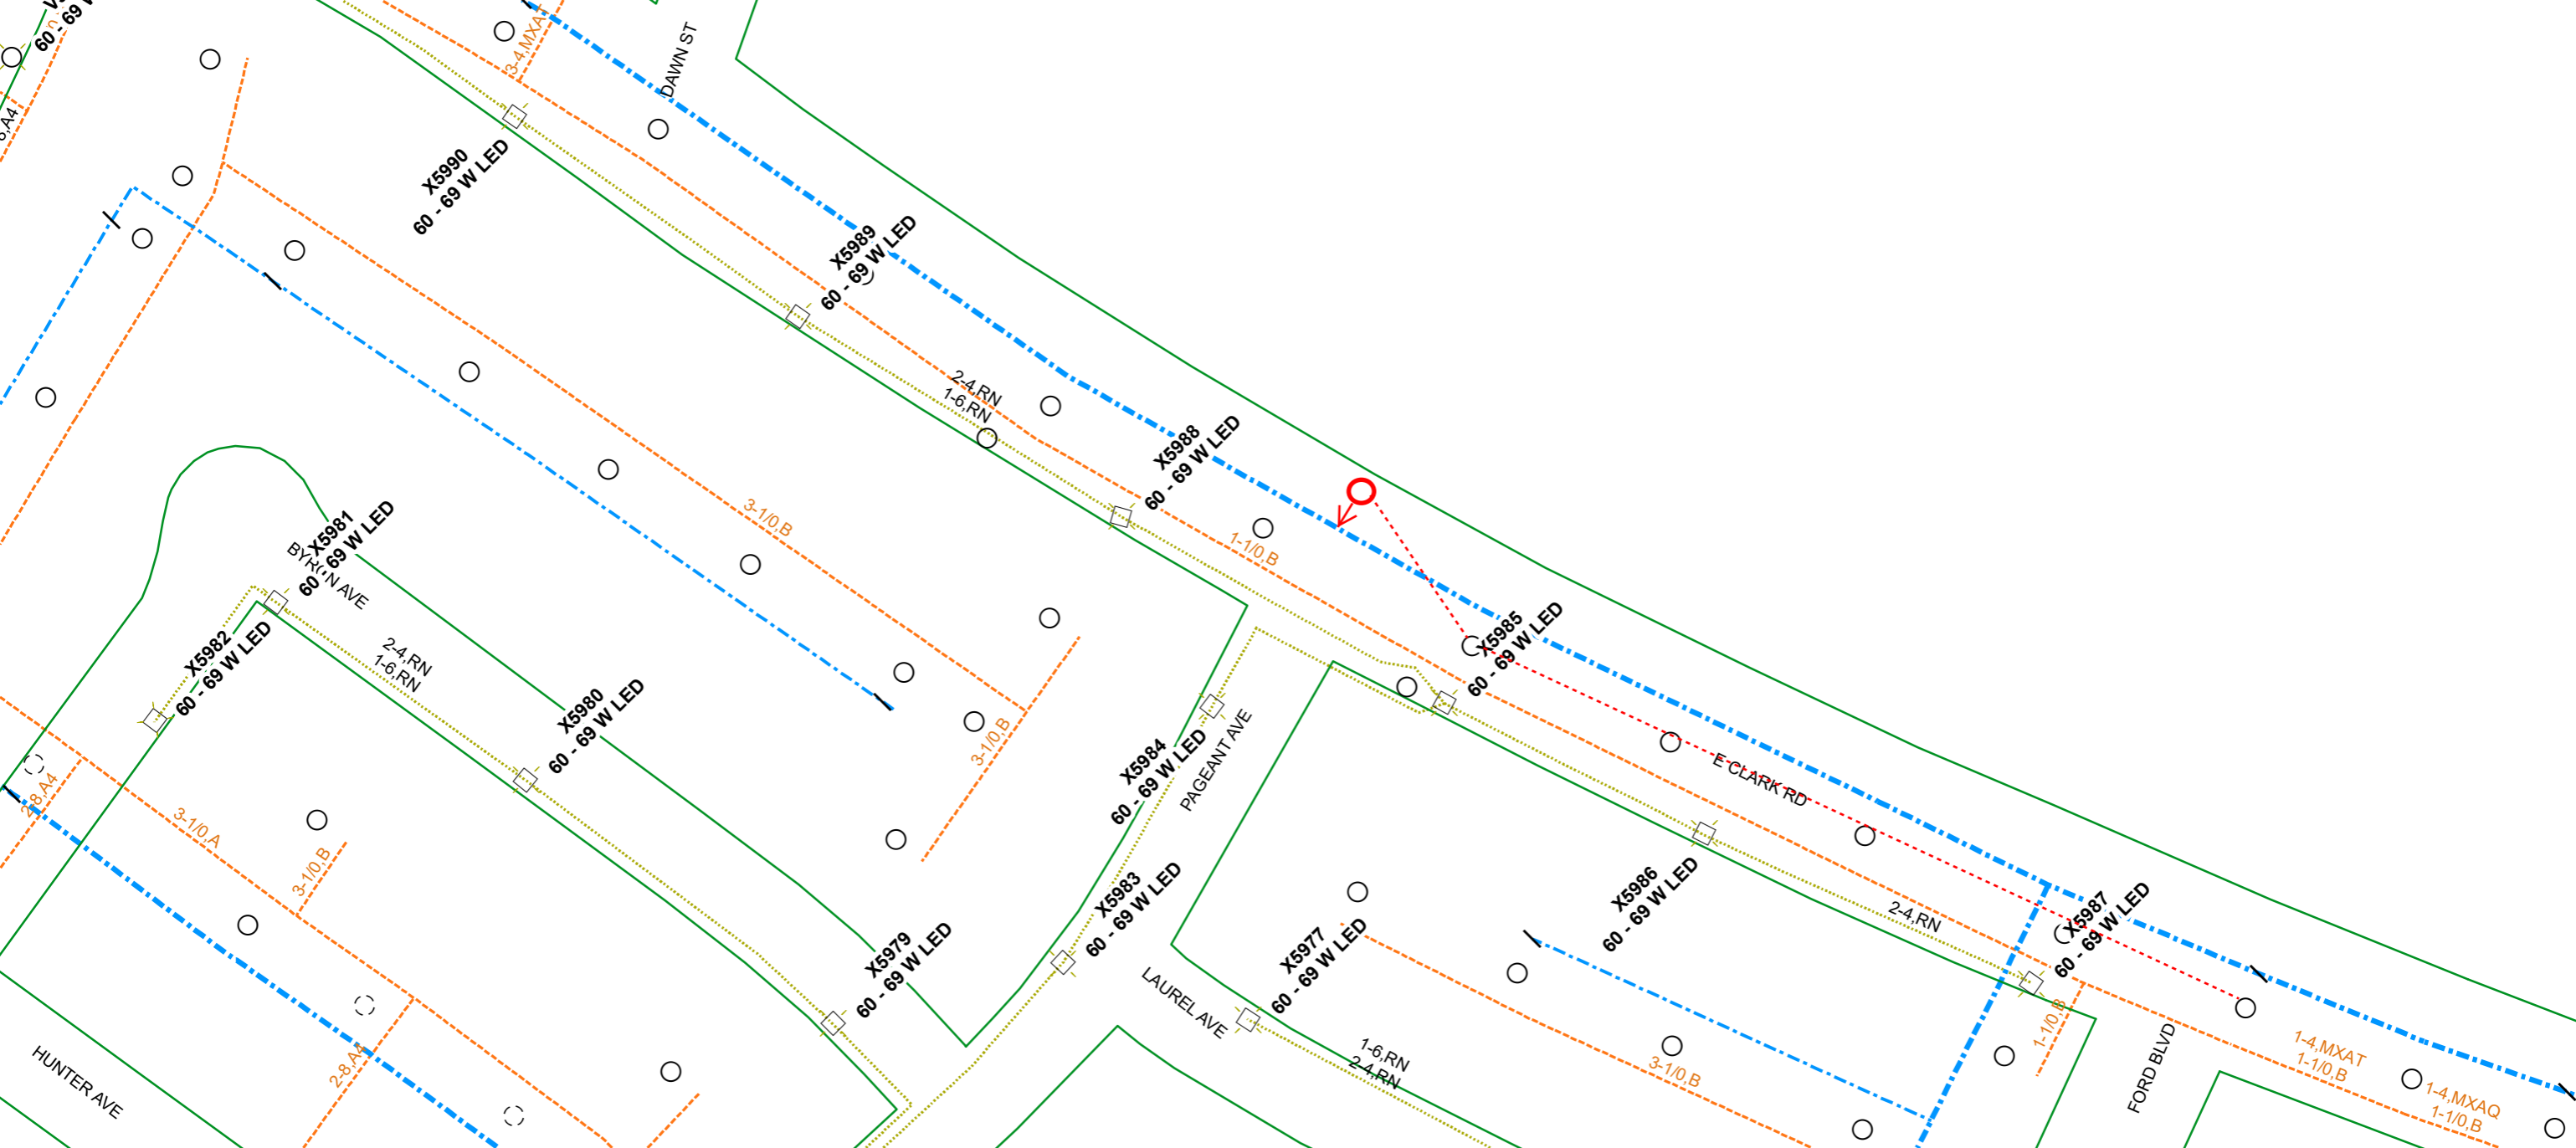 60 - 69 W
3-4,MXAT
DAWN ST
X5990
60 - 69 W LED
X5989
60 - 69 W LED
2-4,RN
1-6,RN
X5988
60 - 69 W LED
3-1/0,B
1-1/0,B
X5981
60 - 69 W LED
BYRON AVE
X5982
60 - 69 W LED
2-4,RN
1-6,RN
X5980
60 - 69 W LED
X5985
60 - 69 W LED
3-1/0,B
X5984
60 - 69 W LED
PAGEANT AVE
E CLARK RD
2-8,A4
3-1/0,A
3-1/0,B
X5983
60 - 69 W LED
X5986
60 - 69 W LED
2-4,RN
X5987
60 - 69 W LED
X5979
60 - 69 W LED
X5977
60 - 69 W LED
LAUREL AVE
1-1/0,B
HUNTER AVE
2-8,A4
1-6,RN
2-4,RN
3-1/0,B
FORD BLVD
1-4,MXAT
1-1/0,B
1-4,MXAQ
1-1/0,B